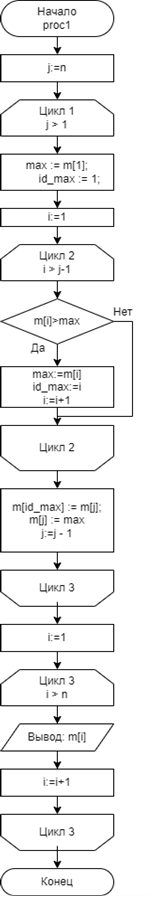 Начало
proc1
j:=n
Цикл 1
j > 1
max := m[1];
id_max := 1;
i:=1
Цикл 2
i > j-1
m[i]>max
Нет
Да
max:=m[i]
id_max:=i
i:=i+1
Цикл 2
m[id_max] := m[j];
m[j] := max
j:=j - 1
Цикл 3
i:=1
Цикл 3
i > n
Вывод: m[i]
i:=i+1
Цикл 3
Конец